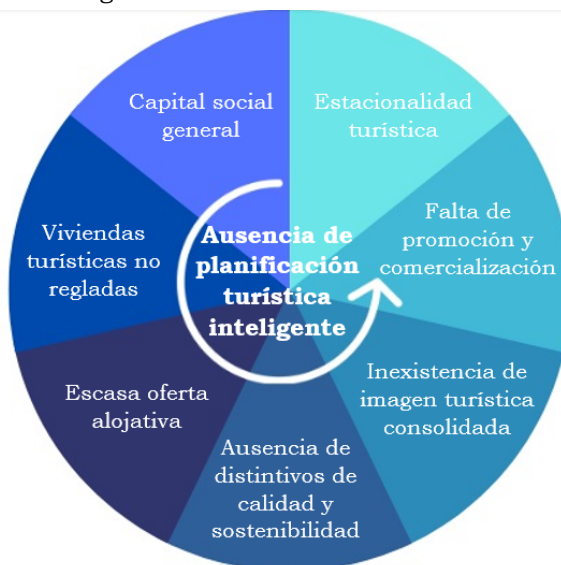 Capital social
general
Estacionalidad
turística
Falta de
promoción y
comercialización
Inexistencia de
imagen turística
consolidada
Ausencia de
distintivos de
calidad y
sostenibilidad
Escasa oferta
alojativa
Viviendas
turísticas no
regladas
Ausencia de
planificación
turística
inteligente